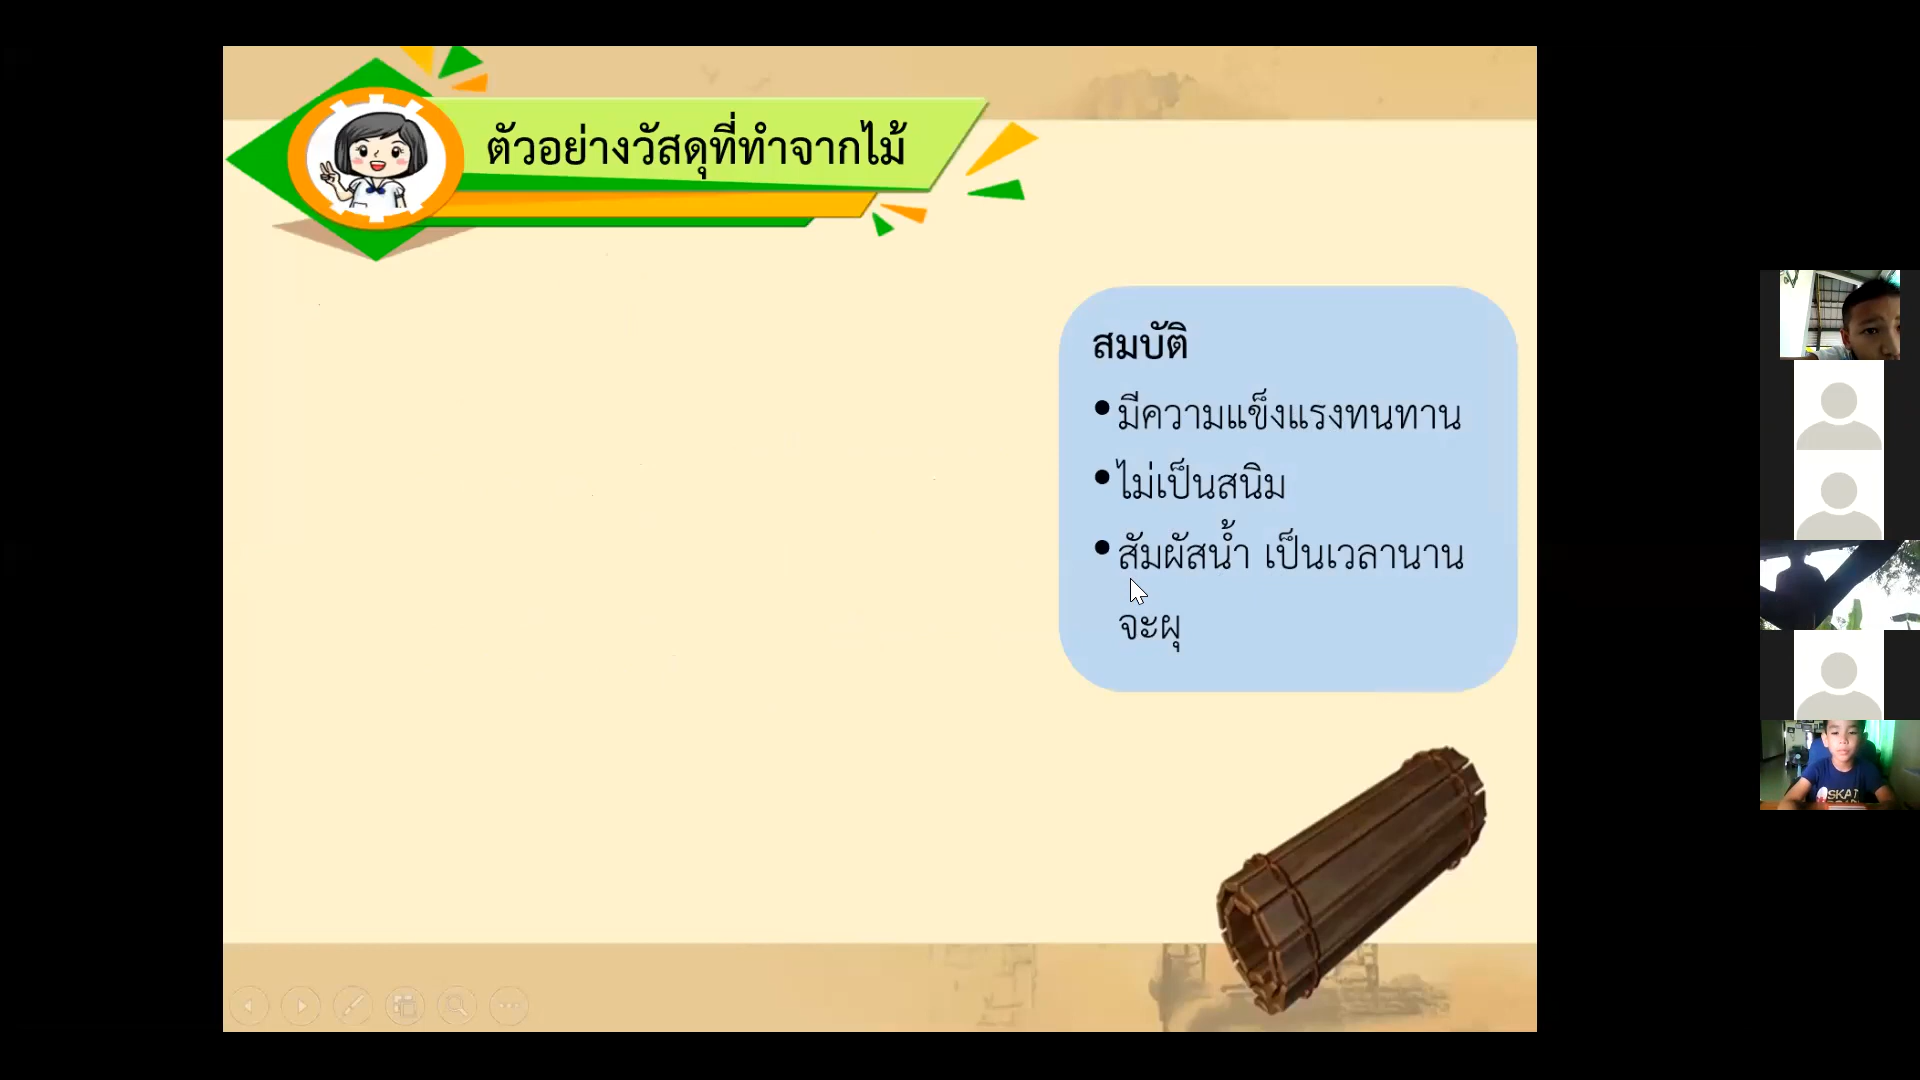 ตัวอย่างวัสดุที่ทำจากไม้
สมบัติ
•มีความแข็งแรงทนทาน
•ไม่เป็นสนิม
•สัมผัสน้ำ เป็นเวลานาน
จะผุ
SKAT